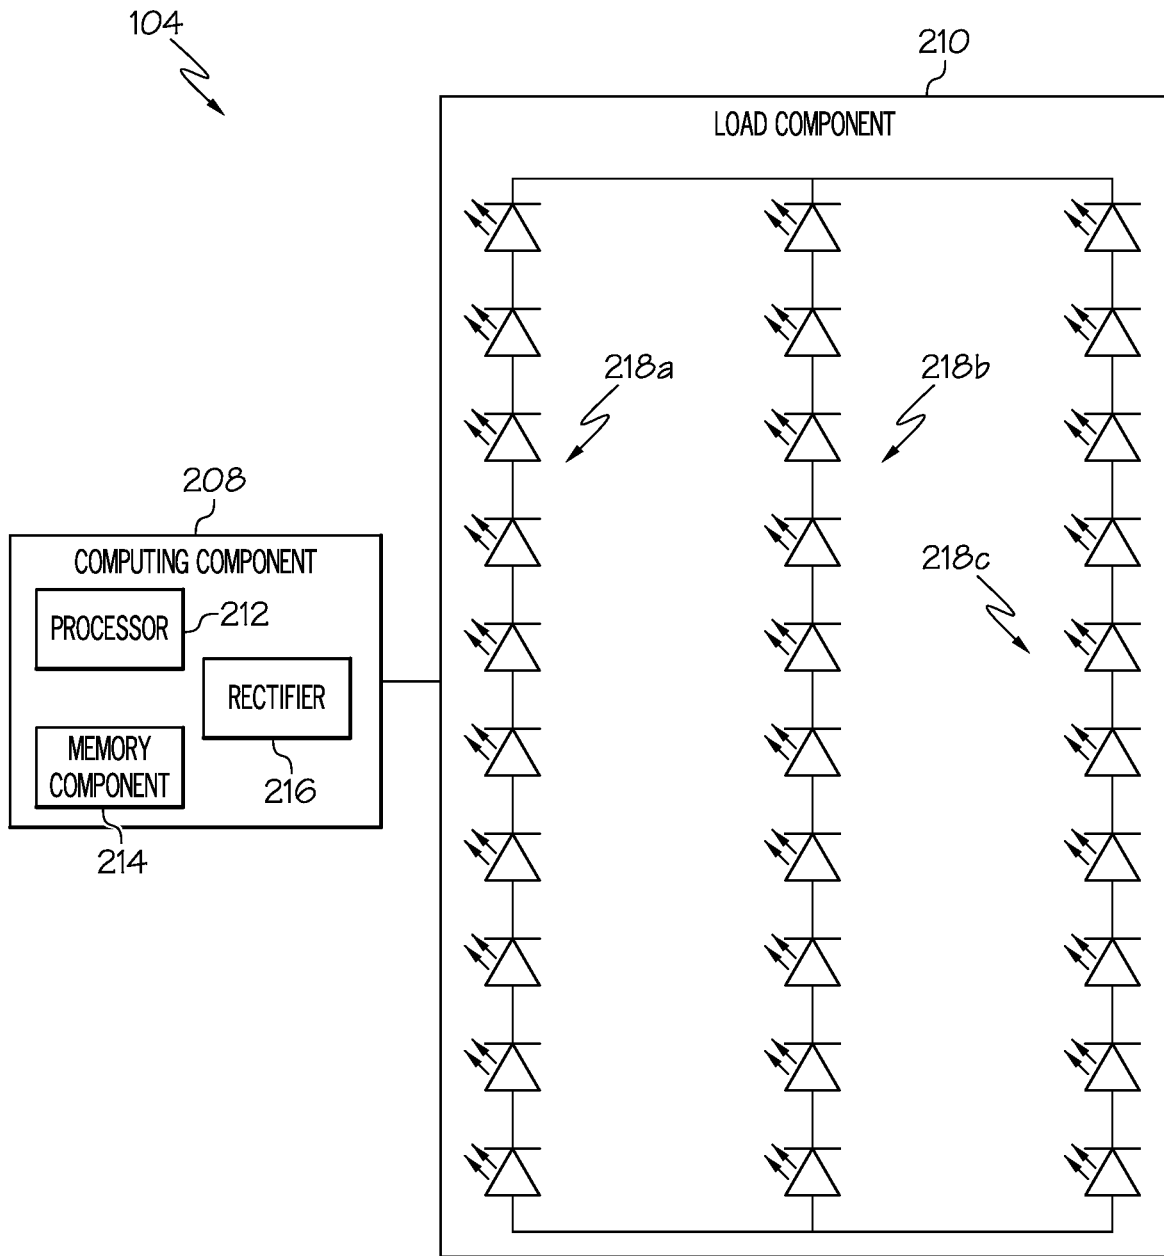 104
210
LOAD COMPONENT
218a
218b
208
COMPUTING COMPONENT
218c
PROCESSOR
212
RECTIFIER
MEMORY
COMPONENT
216
214